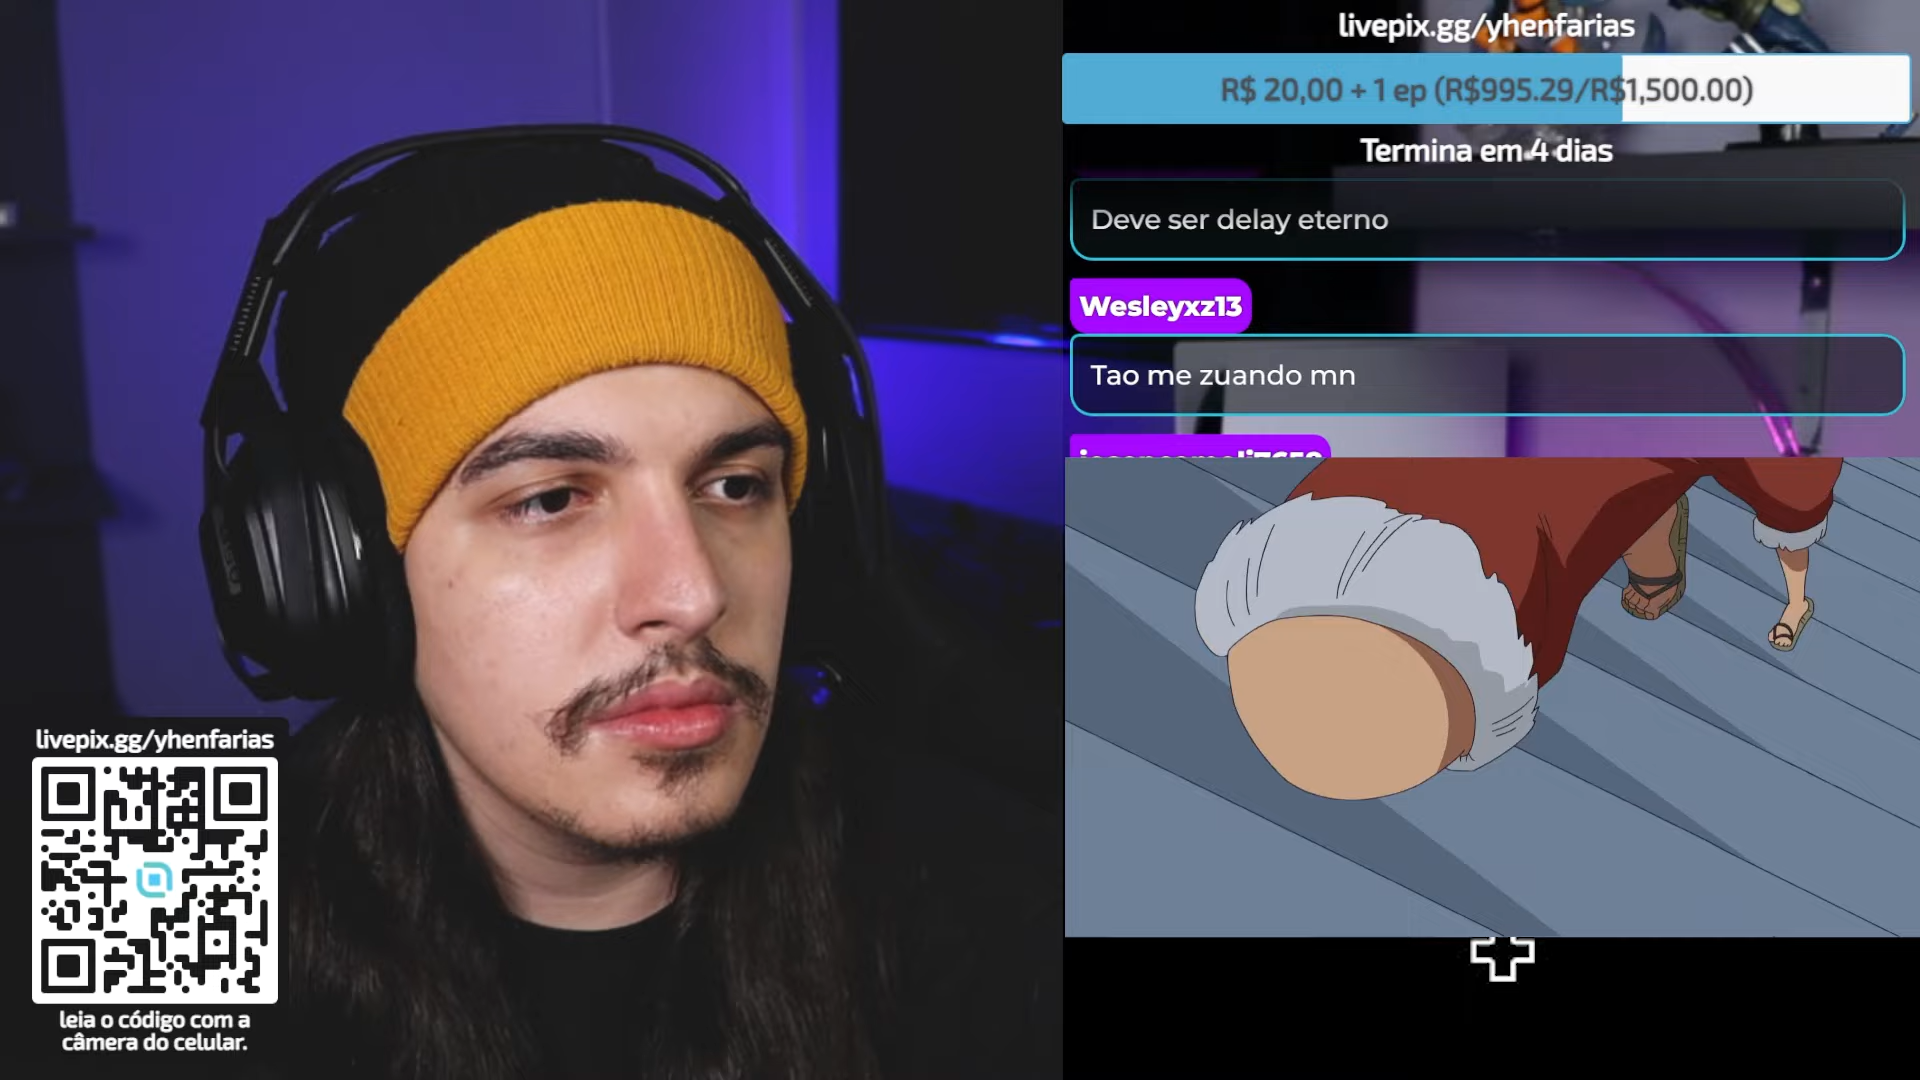 livepix.gg/yhenfarias
leia o código com a
câmera do celular.
livepix.gg/yhenfarias
R$ 20,00 + 1 ep (R$995.29/R$1,500.00)
Termina em 4 dias
Deve ser delay eterno
Wesleyxz13
Tao me zuando mn